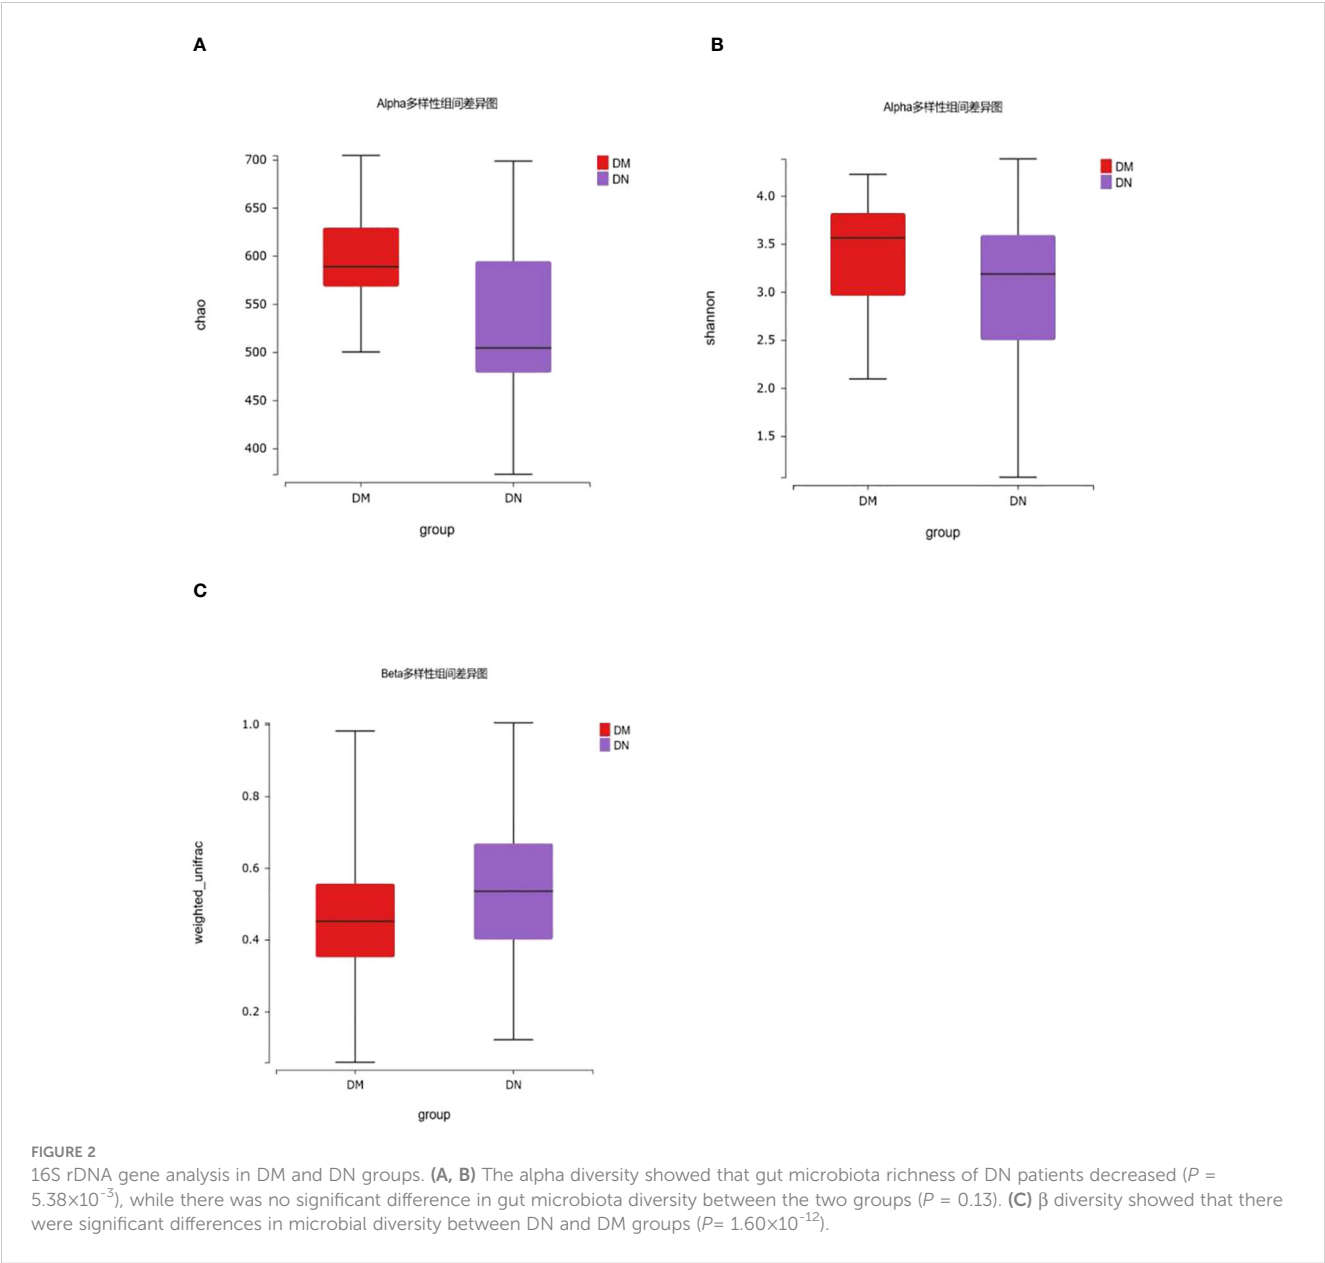 A
Alpha多样性组间差异图
700
650
600
550
500
450
400
chao
DM
DN
group
DM
DN
B
Alpha多样性组间差异图
4.0
3.5
3.0
2.5
2.0
1.5
shannon
DM
DN
group
DM
DN
C
Beta多样性组间差异图
1.0
0.8
0.6
0.4
0.2
weighted_unifrac
DM
DN
group
DM
DN
FIGURE 2
16S rDNA gene analysis in DM and DN groups. (A, B) The alpha diversity showed that gut microbiota richness of DN patients decreased (P =
5.38×10⁻³), while there was no significant difference in gut microbiota diversity between the two groups (P = 0.13). (C) β diversity showed that there
were significant differences in microbial diversity between DN and DM groups (P= 1.60×10⁻¹²).